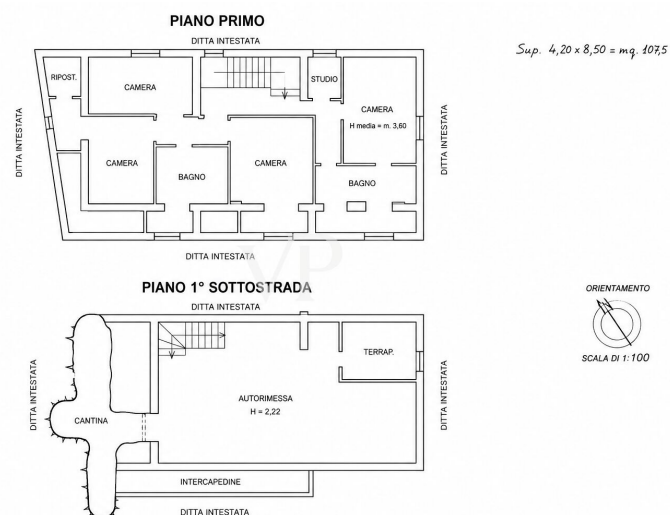 PIANO PRIMO
DITTA INTESTATA
Sup. 4,20 x 8,50 = mq. 107,5
RIPOST.
CAMERA
STUDIO
CAMERA
H media = m. 3,60
DITTA INTESTATA
DITTA INTESTATA
CAMERA
BAGNO
CAMERA
BAGNO
DITTA INTESTATA
VP
PIANO 1° SOTTOSTRADA
DITTA INTESTATA
ORIENTAMENTO
N
SCALA DI 1:100
TERRAP.
DITTA INTESTATA
DITTA INTESTATA
AUTORIMESSA
H = 2,22
CANTINA
INTERCAPEDINE
DITTA INTESTATA